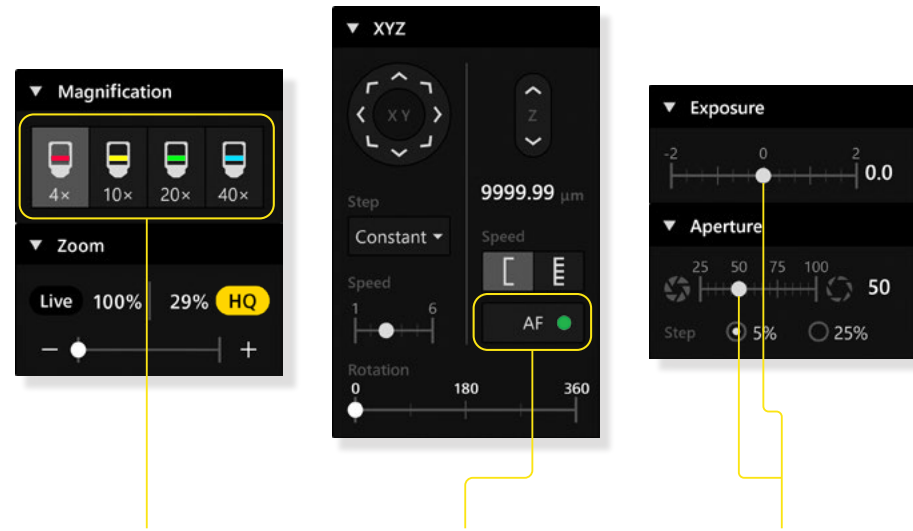 Magnification
4× 10× 20× 40×
Zoom
Live 100% 29% HQ
− +
XYZ
XY
Z
9999.99 µm
Step
Constant
Speed
1 6
Speed
AF
Rotation
0 180 360
Exposure
-2 0 2
0.0
Aperture
25 50 75 100
50
Step 5% 25%